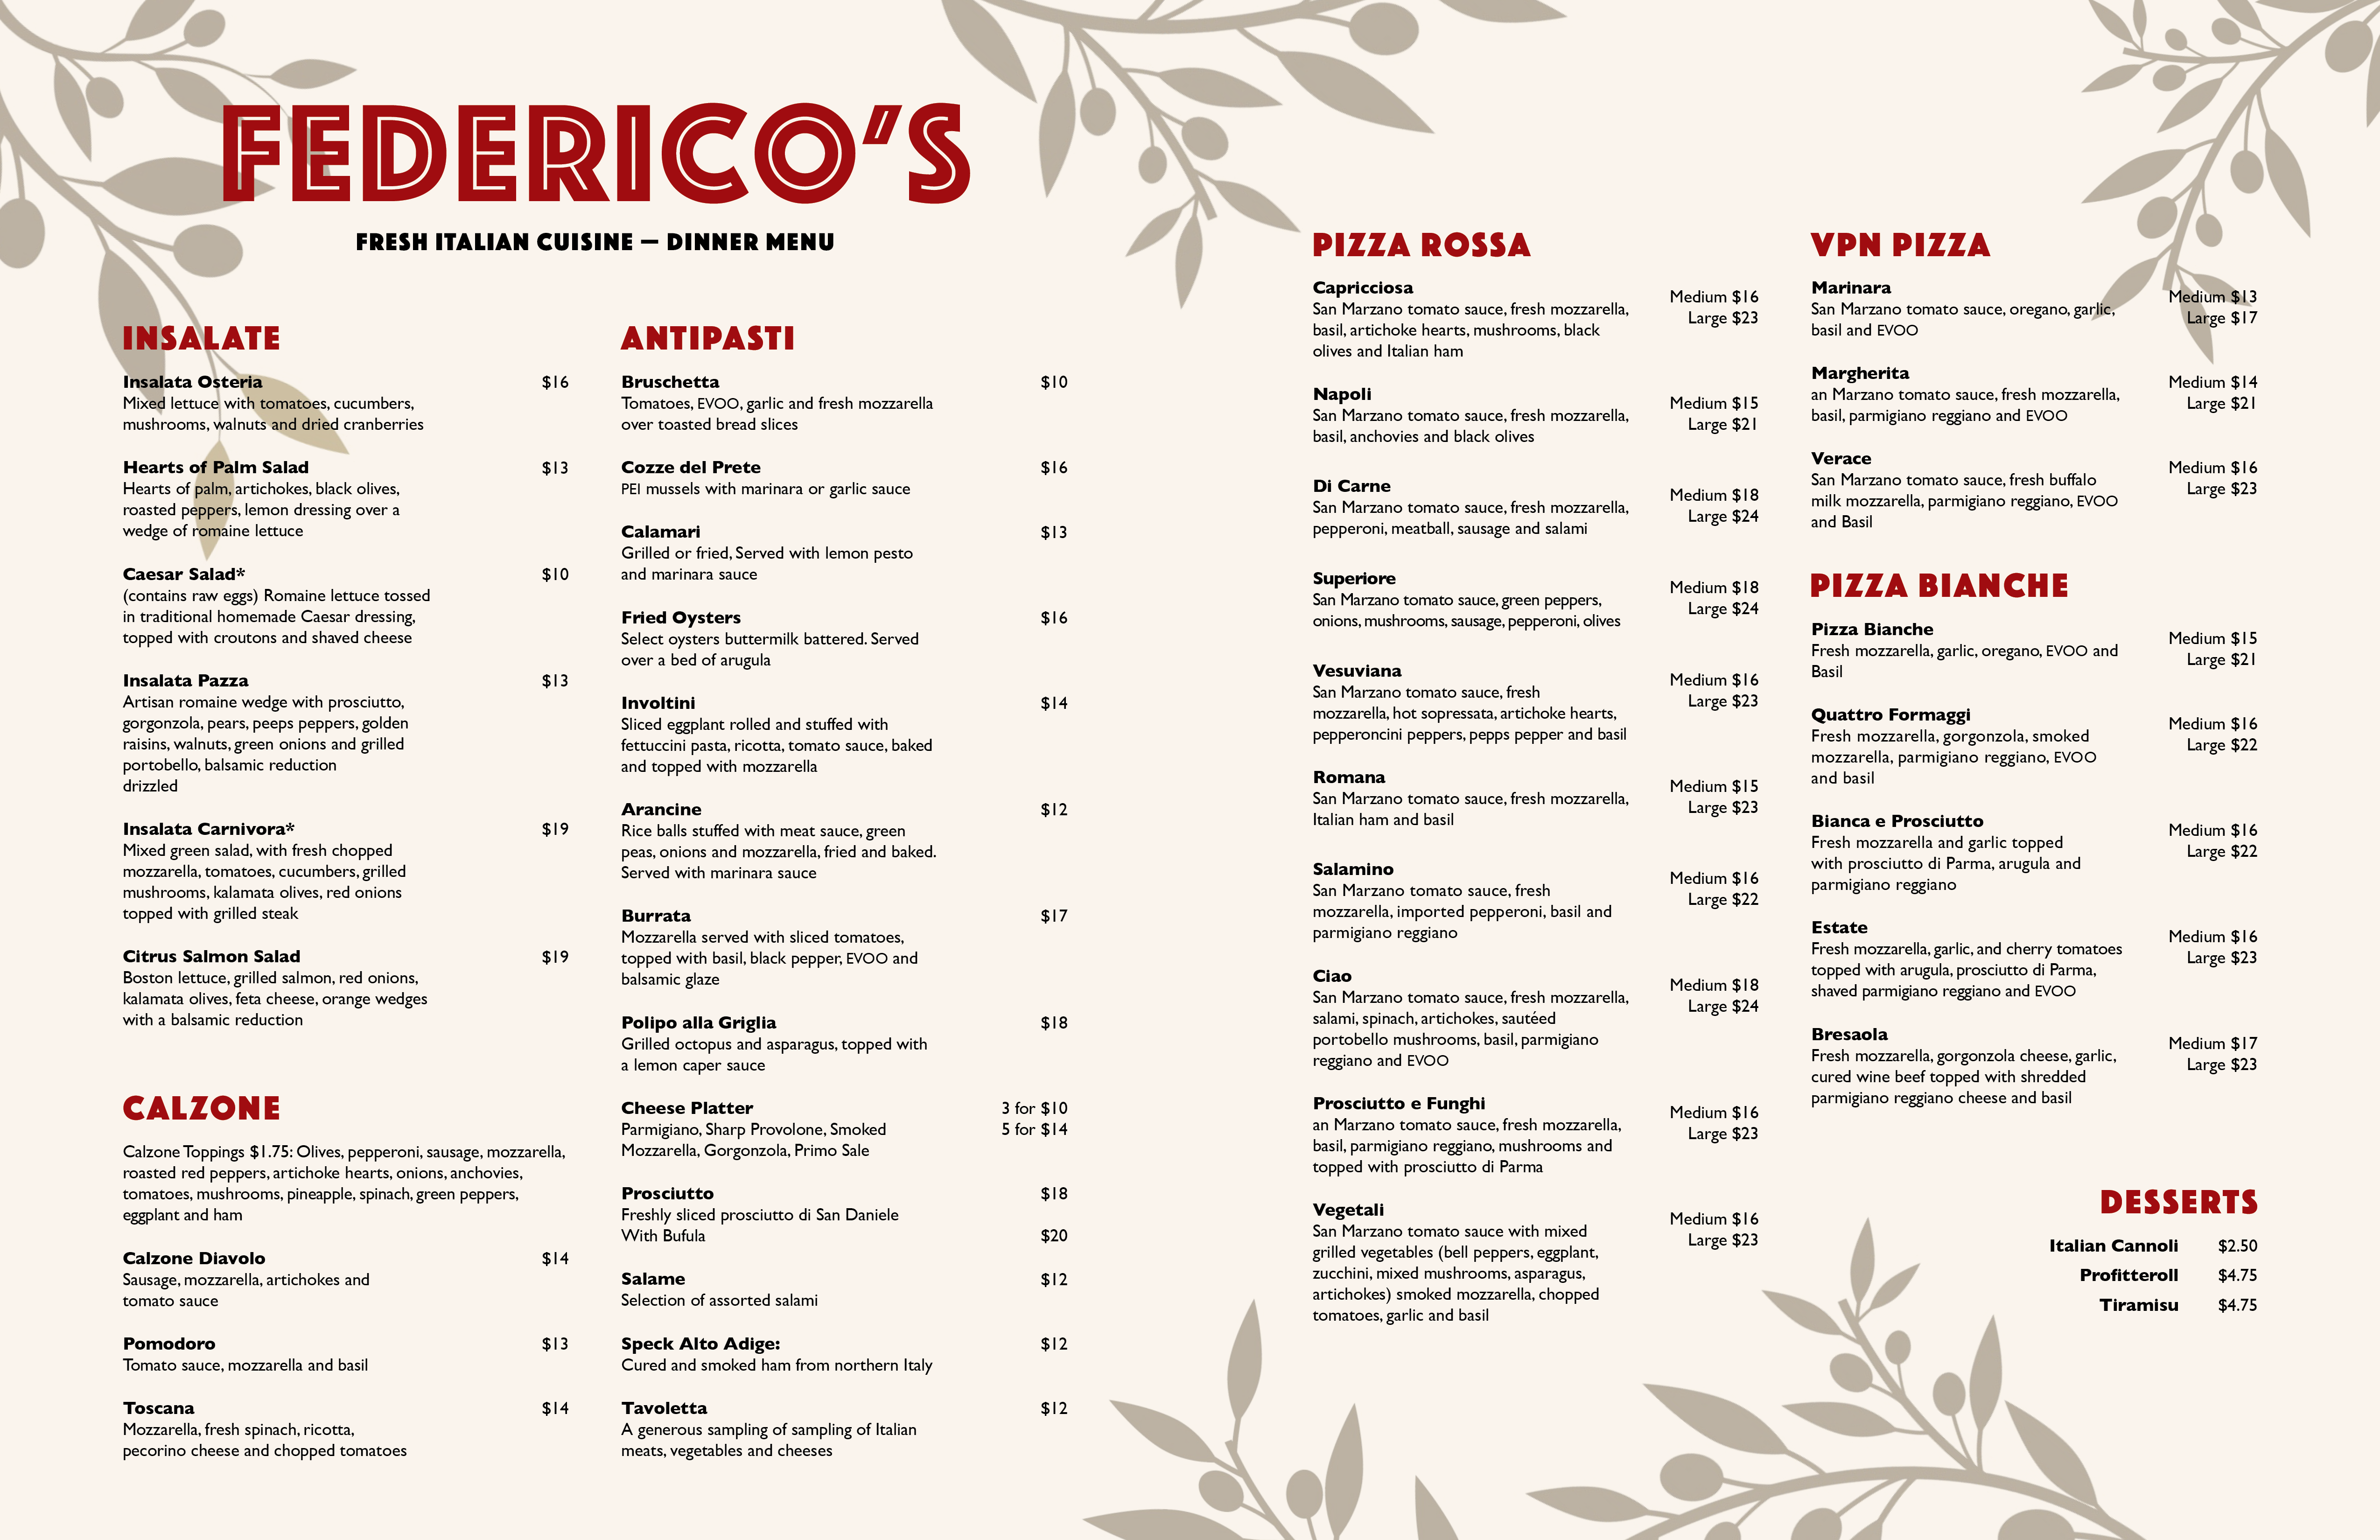 FEDERICO'S
FRESH ITALIAN CUISINE — DINNER MENU
INSALATE
Insalata Osteria $16
Mixed lettuce with tomatoes, cucumbers,
mushrooms, walnuts and dried cranberries
Hearts of Palm Salad $13
Hearts of palm, artichokes, black olives,
roasted peppers, lemon dressing over a
wedge of romaine lettuce
Caesar Salad* $10
(contains raw eggs) Romaine lettuce tossed
in traditional homemade Caesar dressing,
topped with croutons and shaved cheese
Insalata Pazza $13
Artisan romaine wedge with prosciutto,
gorgonzola, pears, peeps peppers, golden
raisins, walnuts, green onions and grilled
portobello, balsamic reduction
drizzled
Insalata Carnivora* $19
Mixed green salad, with fresh chopped
mozzarella, tomatoes, cucumbers, grilled
mushrooms, kalamata olives, red onions
topped with grilled steak
Citrus Salmon Salad $19
Boston lettuce, grilled salmon, red onions,
kalamata olives, feta cheese, orange wedges
with a balsamic reduction
CALZONE
Calzone Toppings $1.75: Olives, pepperoni, sausage, mozzarella,
roasted red peppers, artichoke hearts, onions, anchovies,
tomatoes, mushrooms, pineapple, spinach, green peppers,
eggplant and ham
Calzone Diavolo $14
Sausage, mozzarella, artichokes and
tomato sauce
Pomodoro $13
Tomato sauce, mozzarella and basil
Toscana $14
Mozzarella, fresh spinach, ricotta,
pecorino cheese and chopped tomatoes
ANTIPASTI
Bruschetta $10
Tomatoes, EVOO, garlic and fresh mozzarella
over toasted bread slices
Cozze del Prete $16
PEI mussels with marinara or garlic sauce
Calamari $13
Grilled or fried, Served with lemon pesto
and marinara sauce
Fried Oysters $16
Select oysters buttermilk battered. Served
over a bed of arugula
Involtini $14
Sliced eggplant rolled and stuffed with
fettuccini pasta, ricotta, tomato sauce, baked
and topped with mozzarella
Arancine $12
Rice balls stuffed with meat sauce, green
peas, onions and mozzarella, fried and baked.
Served with marinara sauce
Burrata $17
Mozzarella served with sliced tomatoes,
topped with basil, black pepper, EVOO and
balsamic glaze
Polipo alla Griglia $18
Grilled octopus and asparagus, topped with
a lemon caper sauce
Cheese Platter 3 for $10
Parmigiano, Sharp Provolone, Smoked 5 for $14
Mozzarella, Gorgonzola, Primo Sale
Prosciutto $18
Freshly sliced prosciutto di San Daniele
With Bufula $20
Salame $12
Selection of assorted salami
Speck Alto Adige: $12
Cured and smoked ham from northern Italy
Tavoletta $12
A generous sampling of sampling of Italian
meats, vegetables and cheeses
PIZZA ROSSA
Capricciosa
Medium $16
San Marzano tomato sauce, fresh mozzarella,
Large $23
basil, artichoke hearts, mushrooms, black
olives and Italian ham
Napoli
Medium $15
San Marzano tomato sauce, fresh mozzarella,
Large $21
basil, anchovies and black olives
Di Carne
Medium $18
San Marzano tomato sauce, fresh mozzarella,
Large $24
pepperoni, meatball, sausage and salami
Superiore
Medium $18
San Marzano tomato sauce, green peppers,
Large $24
onions, mushrooms, sausage, pepperoni, olives
Vesuviana
Medium $16
San Marzano tomato sauce, fresh
Large $23
mozzarella, hot sopressata, artichoke hearts,
pepperoncini peppers, pepps pepper and basil
Romana
Medium $15
San Marzano tomato sauce, fresh mozzarella,
Large $23
Italian ham and basil
Salamino
Medium $16
San Marzano tomato sauce, fresh
Large $22
mozzarella, imported pepperoni, basil and
parmigiano reggiano
Ciao
Medium $18
San Marzano tomato sauce, fresh mozzarella,
Large $24
salami, spinach, artichokes, sautéed
portobello mushrooms, basil, parmigiano
reggiano and EVOO
Prosciutto e Funghi
Medium $16
an Marzano tomato sauce, fresh mozzarella,
Large $23
basil, parmigiano reggiano, mushrooms and
topped with prosciutto di Parma
Vegetali
Medium $16
San Marzano tomato sauce with mixed
Large $23
grilled vegetables (bell peppers, eggplant,
zucchini, mixed mushrooms, asparagus,
artichokes) smoked mozzarella, chopped
tomatoes, garlic and basil
VPN PIZZA
Marinara
Medium $13
San Marzano tomato sauce, oregano, garlic,
Large $17
basil and EVOO
Margherita
Medium $14
an Marzano tomato sauce, fresh mozzarella,
Large $21
basil, parmigiano reggiano and EVOO
Verace
Medium $16
San Marzano tomato sauce, fresh buffalo
Large $23
milk mozzarella, parmigiano reggiano, EVOO
and Basil
PIZZA BIANCHE
Pizza Bianche
Medium $15
Fresh mozzarella, garlic, oregano, EVOO and
Large $21
Basil
Quattro Formaggi
Medium $16
Fresh mozzarella, gorgonzola, smoked
Large $22
mozzarella, parmigiano reggiano, EVOO
and basil
Bianca e Prosciutto
Medium $16
Fresh mozzarella and garlic topped
Large $22
with prosciutto di Parma, arugula and
parmigiano reggiano
Estate
Medium $16
Fresh mozzarella, garlic, and cherry tomatoes
Large $23
topped with arugula, prosciutto di Parma,
shaved parmigiano reggiano and EVOO
Bresaola
Medium $17
Fresh mozzarella, gorgonzola cheese, garlic,
Large $23
cured wine beef topped with shredded
parmigiano reggiano cheese and basil
DESSERTS
Italian Cannoli $2.50
Profitteroll $4.75
Tiramisu $4.75